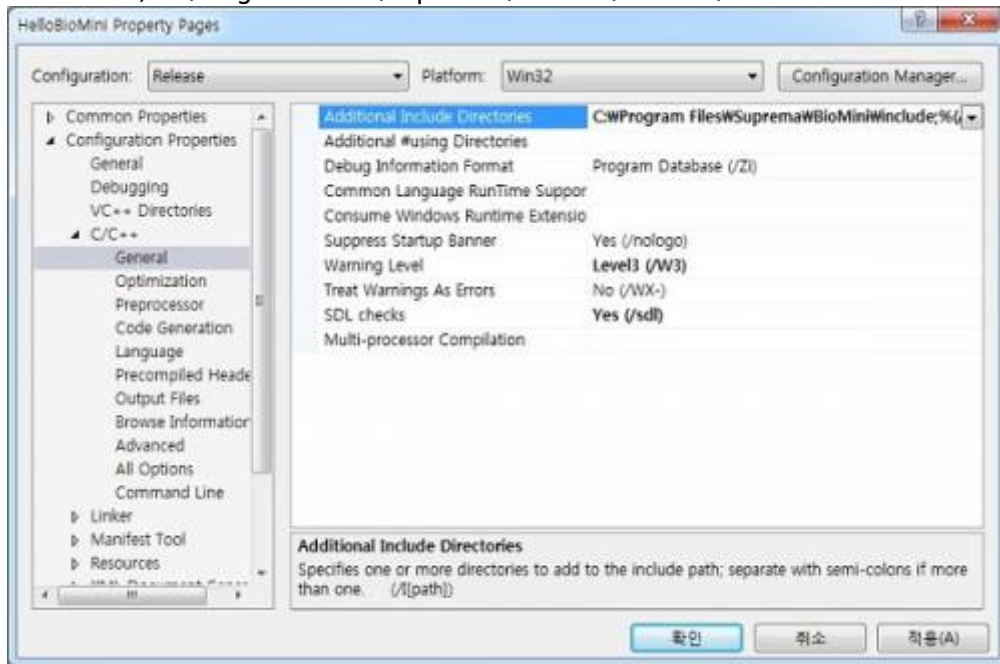 HelloBioMini Property Pages
Configuration: Release Platform: Win32 Configuration Manager...
Common Properties
Configuration Properties
General
Debugging
VC++ Directories
C/C++
General
Optimization
Preprocessor
Code Generation
Language
Precompiled Heade
Output Files
Browse Informatior
Advanced
All Options
Command Line
Linker
Manifest Tool
Resources
Additional Include Directories C:₩Program Files₩Suprema₩BioMini₩include;%(
Additional #using Directories
Debug Information Format Program Database (/Zi)
Common Language RunTime Suppor
Consume Windows Runtime Extensio
Suppress Startup Banner Yes (/nologo)
Warning Level Level3 (/W3)
Treat Warnings As Errors No (/WX-)
SDL checks Yes (/sdl)
Multi-processor Compilation
Additional Include Directories
Specifies one or more directories to add to the include path; separate with semi-colons if more
than one. (/I[path])
확인 취소 적용(A)